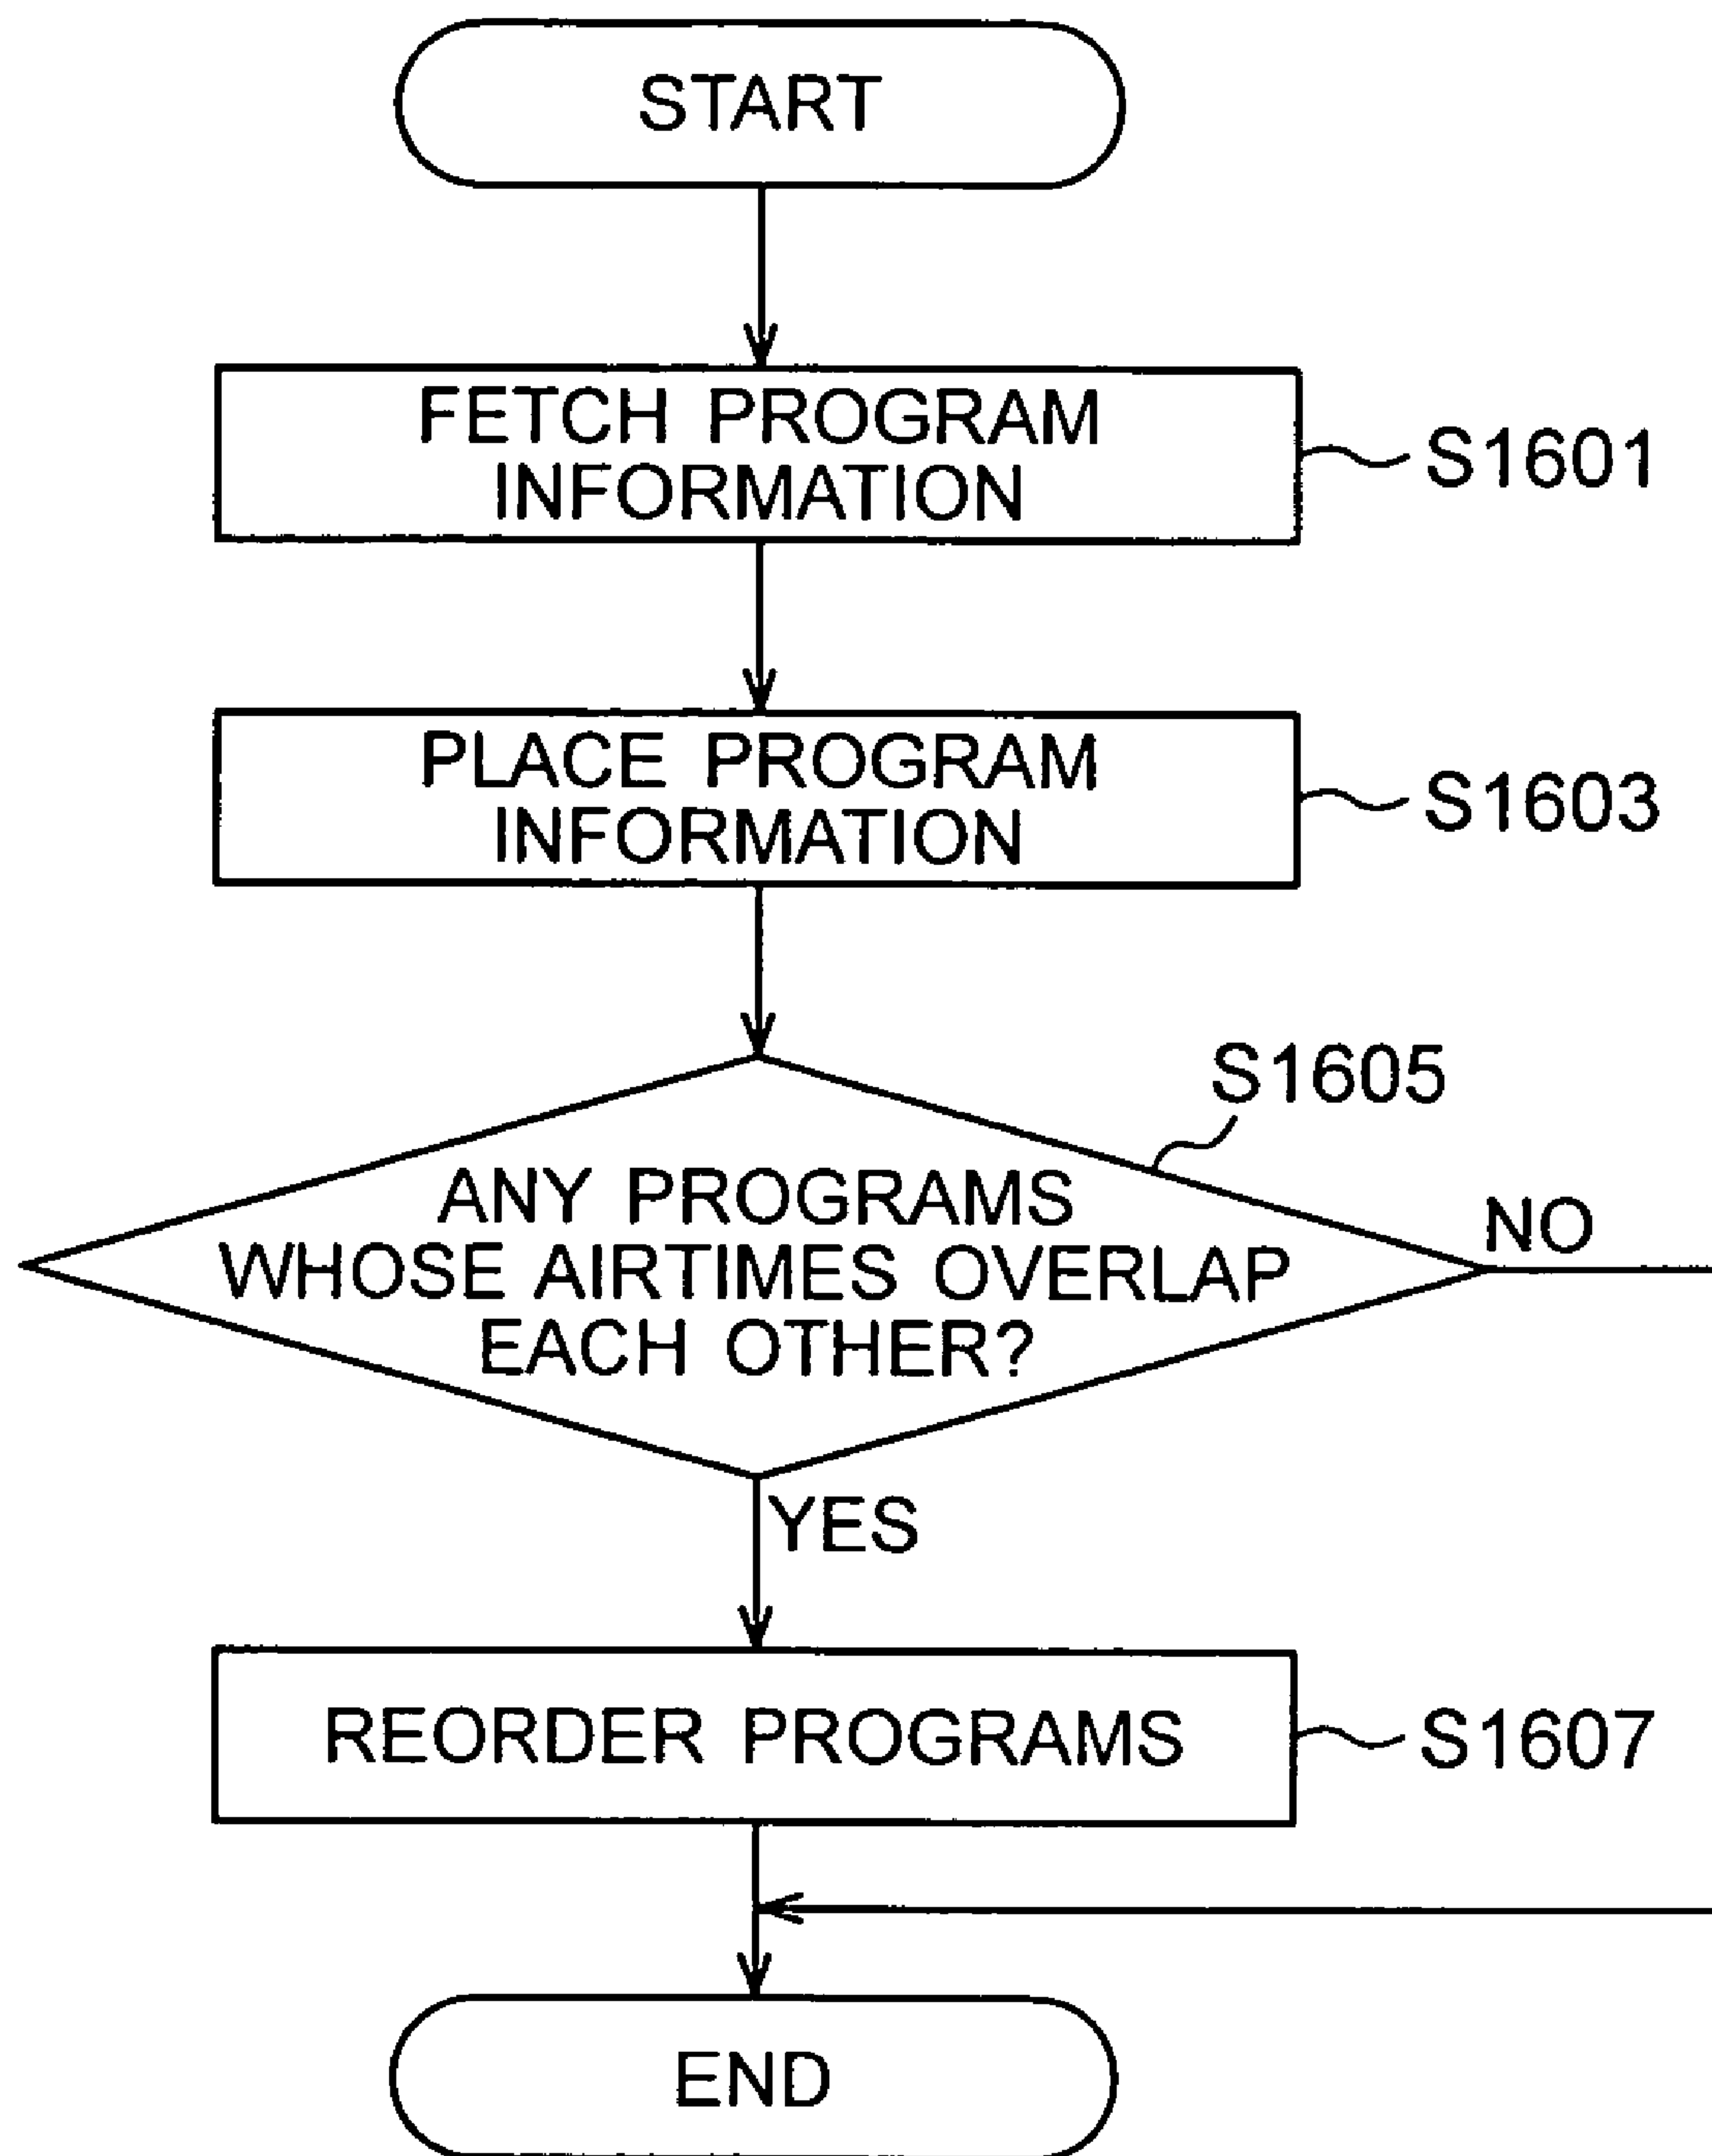 START
FETCH PROGRAM
INFORMATION
S1601
PLACE PROGRAM
INFORMATION
S1603
S1605
ANY PROGRAMS
WHOSE AIRTIMES OVERLAP
EACH OTHER?
NO
YES
REORDER PROGRAMS
S1607
END